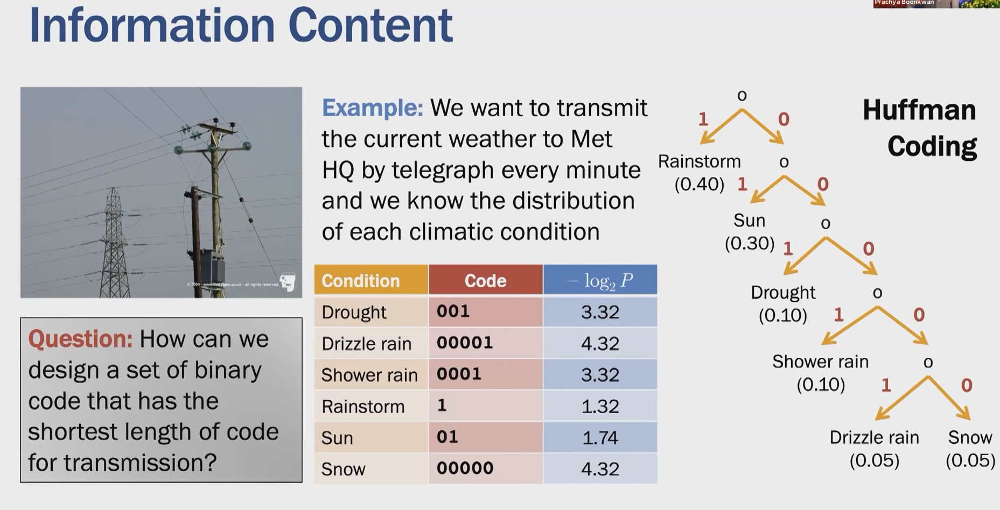 Prachya Boonkwan
Information Content
© 2004 - www.thisfrans.co.uk - all rights reserved.
Question: How can we
design a set of binary
code that has the
shortest length of code
for transmission?
Example: We want to transmit
the current weather to Met
HQ by telegraph every minute
and we know the distribution
of each climatic condition
Condition Code − log₂ P
Drought 001 3.32
Drizzle rain 00001 4.32
Shower rain 0001 3.32
Rainstorm 1 1.32
Sun 01 1.74
Snow 00000 4.32
Huffman
Coding
o
1 0
Rainstorm o
(0.40) 1 0
Sun o
(0.30) 1 0
Drought o
(0.10) 1 0
Shower rain o
(0.10) 1 0
Drizzle rain Snow
(0.05) (0.05)